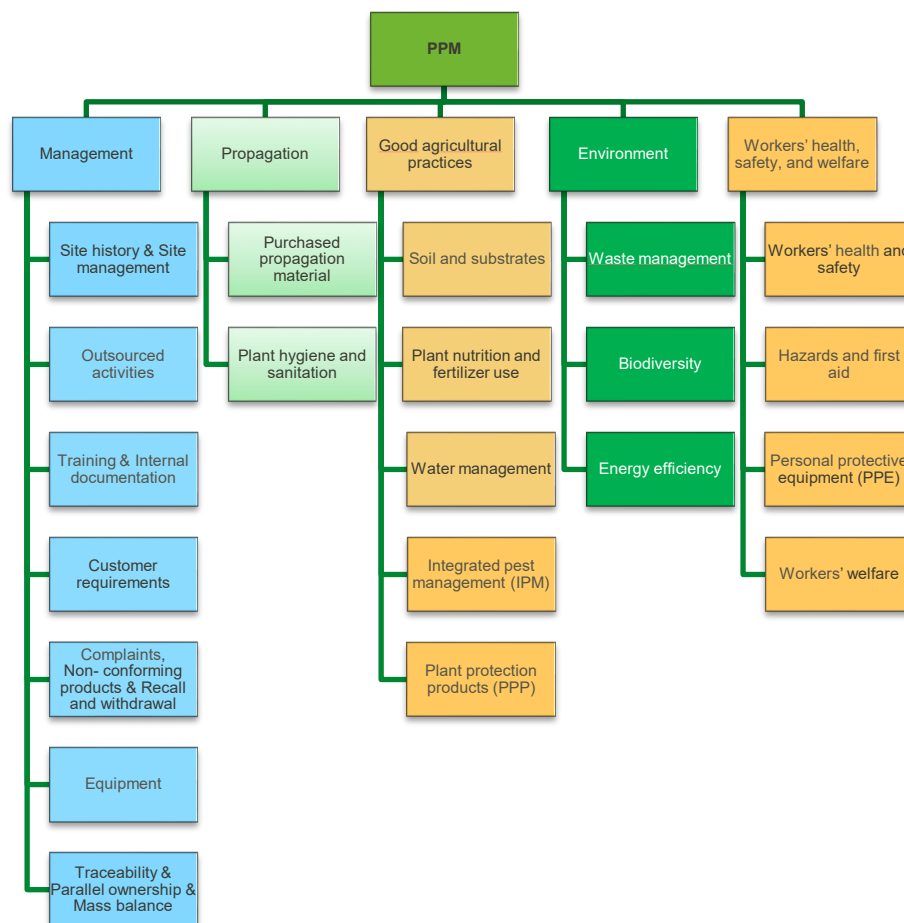 PPM
Management
Propagation
Good agricultural
practices
Environment
Workers' health,
safety, and welfare
Site history & Site
management
Outsourced
activities
Training & Internal
documentation
Customer
requirements
Complaints,
Non- conforming
products & Recall
and withdrawal
Equipment
Traceability &
Parallel ownership &
Mass balance
Purchased
propagation
material
Plant hygiene and
sanitation
Soil and substrates
Plant nutrition and
fertilizer use
Water management
Integrated pest
management (IPM)
Plant protection
products (PPP)
Waste management
Biodiversity
Energy efficiency
Workers' health and
safety
Hazards and first
aid
Personal protective
equipment (PPE)
Workers' welfare